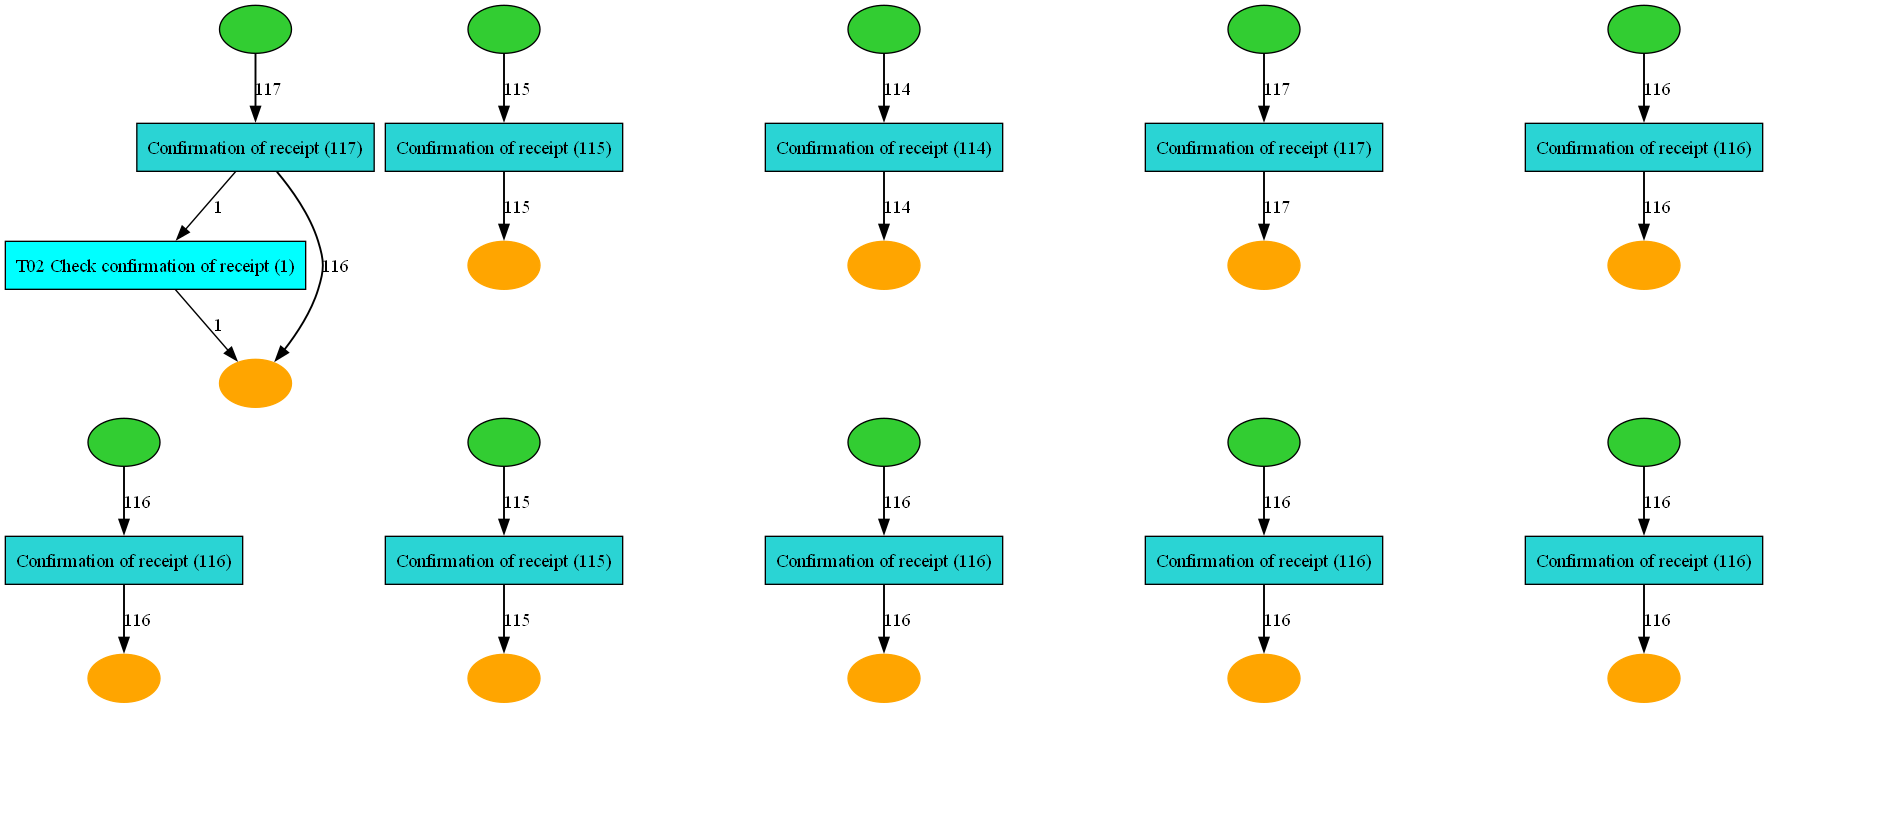 117
115
114
117
116
Confirmation of receipt (117)
Confirmation of receipt (115)
Confirmation of receipt (114)
Confirmation of receipt (117)
Confirmation of receipt (116)
1
115
114
117
116
T02 Check confirmation of receipt (1)
116
1
116
115
116
116
116
Confirmation of receipt (116)
Confirmation of receipt (115)
Confirmation of receipt (116)
Confirmation of receipt (116)
Confirmation of receipt (116)
116
115
116
116
116